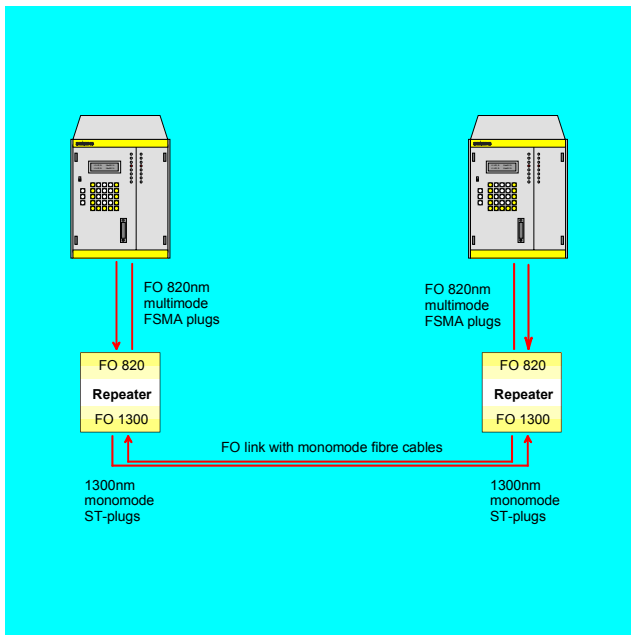 FO 820nm
multimode
FSMA plugs
FO 820nm
multimode
FSMA plugs
FO 820
Repeater
FO 1300
FO 820
Repeater
FO 1300
FO link with monomode fibre cables
1300nm
monomode
ST-plugs
1300nm
monomode
ST-plugs